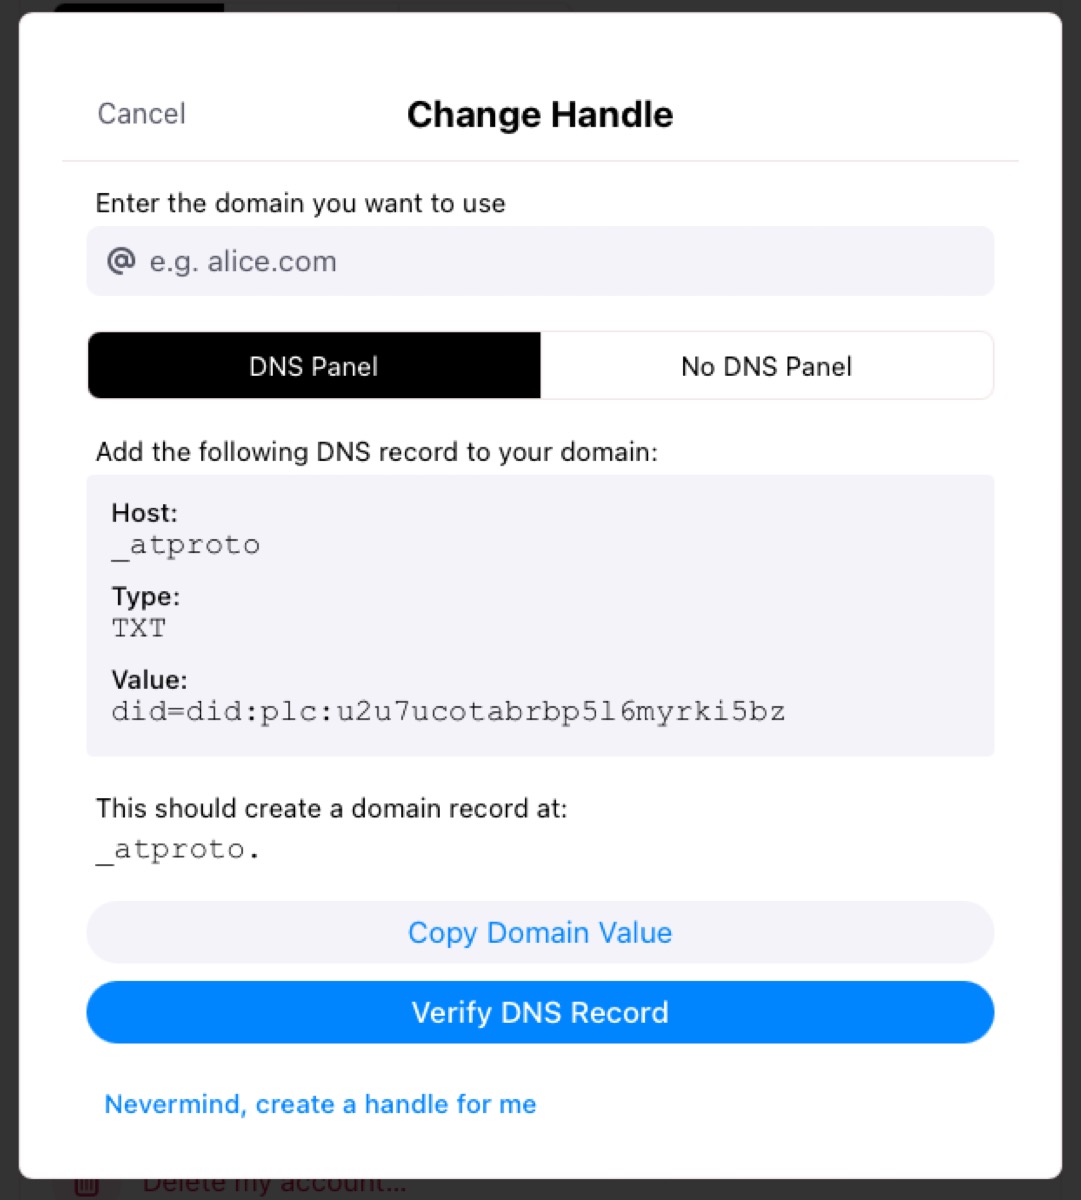 Cancel
Change Handle
Enter the domain you want to use
@ e.g. alice.com
DNS Panel
No DNS Panel
Add the following DNS record to your domain:
Host:
_atproto
Type:
TXT
Value:
did=did:plc:u2u7ucotabrbp5l6myrki5bz
This should create a domain record at:
_atproto.
Copy Domain Value
Verify DNS Record
Nevermind, create a handle for me
Delete my account...